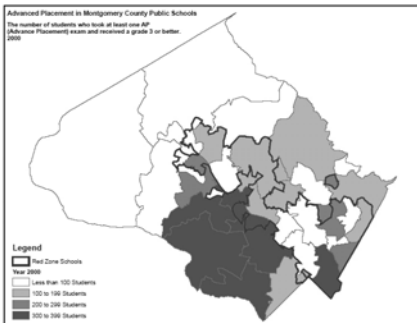 Advanced Placement in Montgomery County Public Schools
The number of students who took at least one AP
(Advance Placement) exam and received a grade 3 or better.
2000
Legend
Red Zone Schools
Year 2000
Less than 100 Students
100 to 199 Students
200 to 299 Students
300 to 399 Students